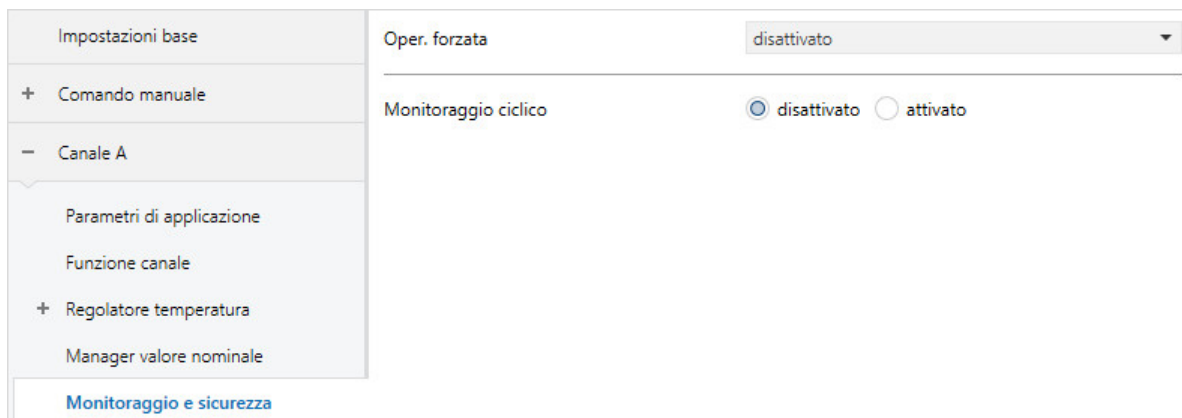 Impostazioni base
+ Comando manuale
− Canale A
Parametri di applicazione
Funzione canale
+ Regolatore temperatura
Manager valore nominale
Monitoraggio e sicurezza
Oper. forzata disattivato
Monitoraggio ciclico disattivato attivato